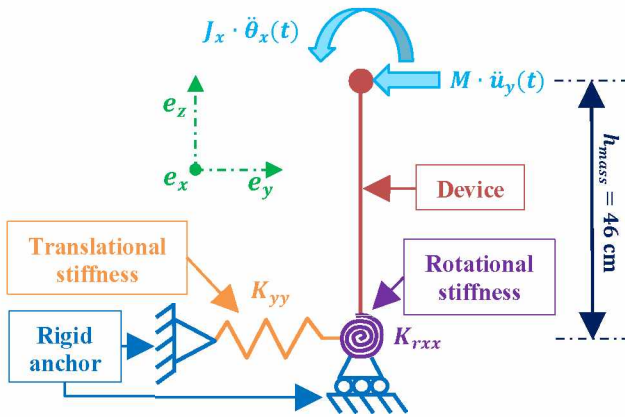 J_x · θ̈_x(t)
M · ü_y(t)
e_z
e_x
e_y
Device
h_mass = 46 cm
Translational
stiffness
K_yy
Rotational
stiffness
K_rxx
Rigid
anchor